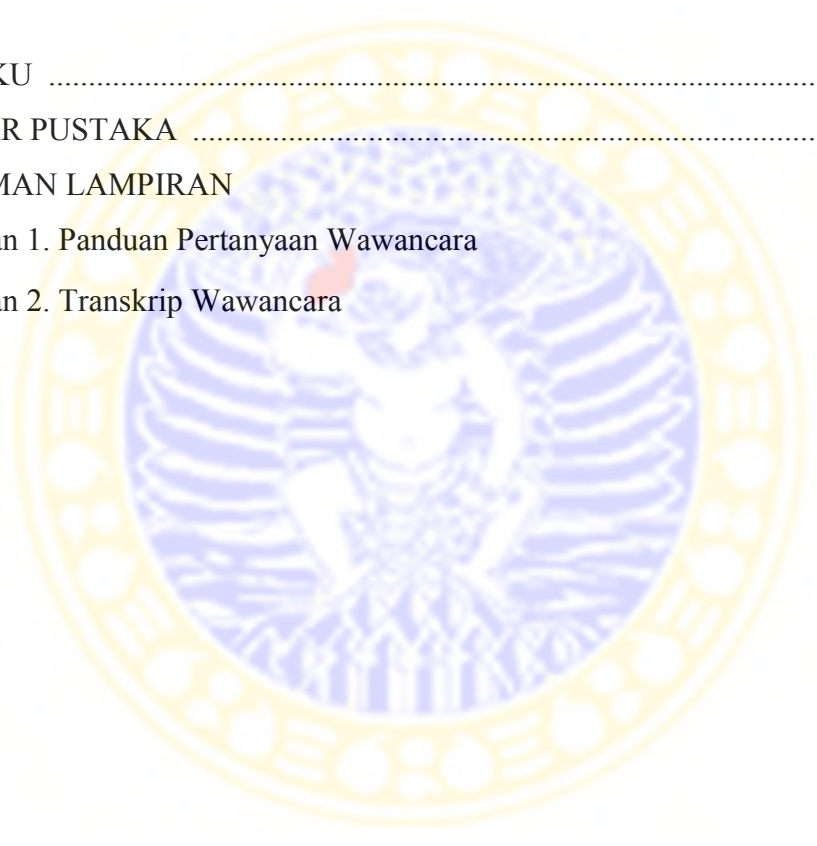 KU ................................................................................................
R PUSTAKA ..............................................................................
MAN LAMPIRAN
an 1. Panduan Pertanyaan Wawancara
an 2. Transkrip Wawancara